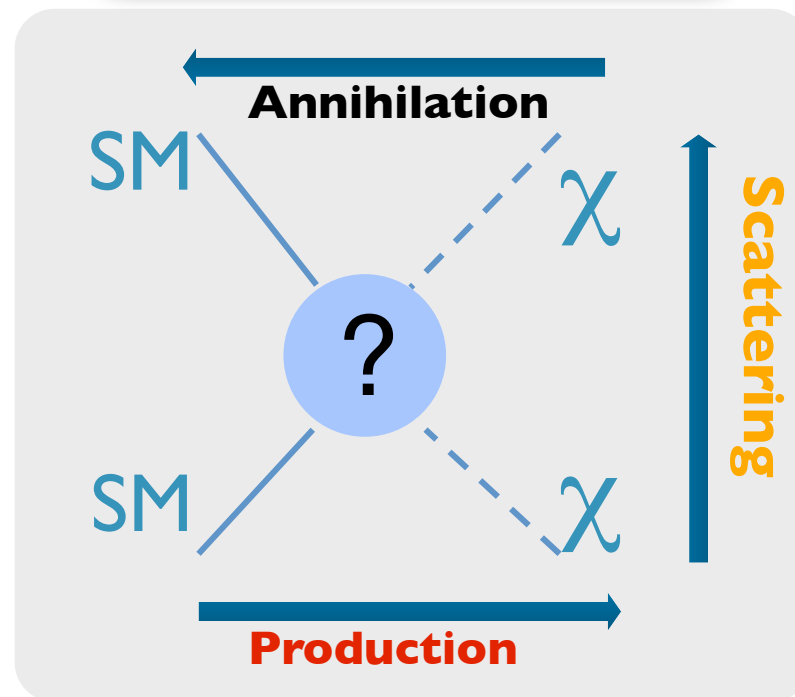 Annihilation
SM
χ
Scattering
?
SM
χ
Production